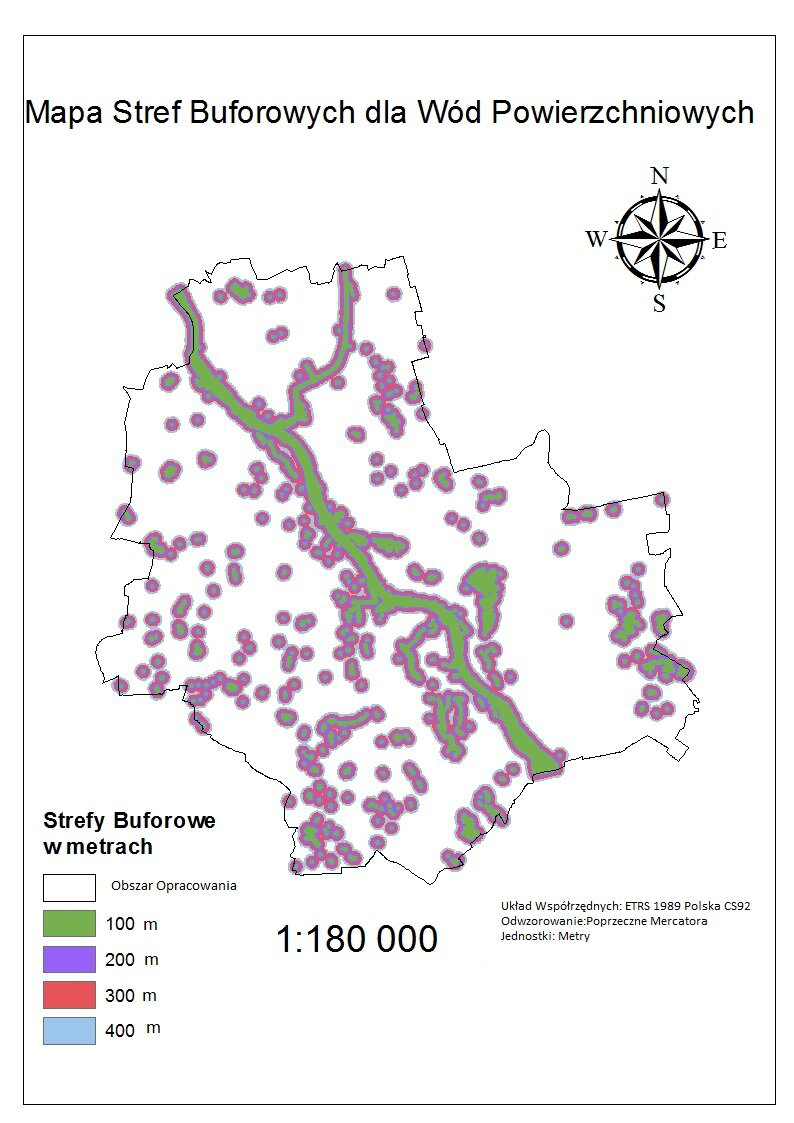 Mapa Stref Buforowych dla Wód Powierzchniowych
N
W
E
S
Strefy Buforowe
w metrach
Obszar Opracowania
100 m
200 m
300 m
400 m
1:180 000
Układ Współrzędnych: ETRS 1989 Polska CS92
Odwzorowanie:Poprzeczne Mercatora
Jednostki: Metry